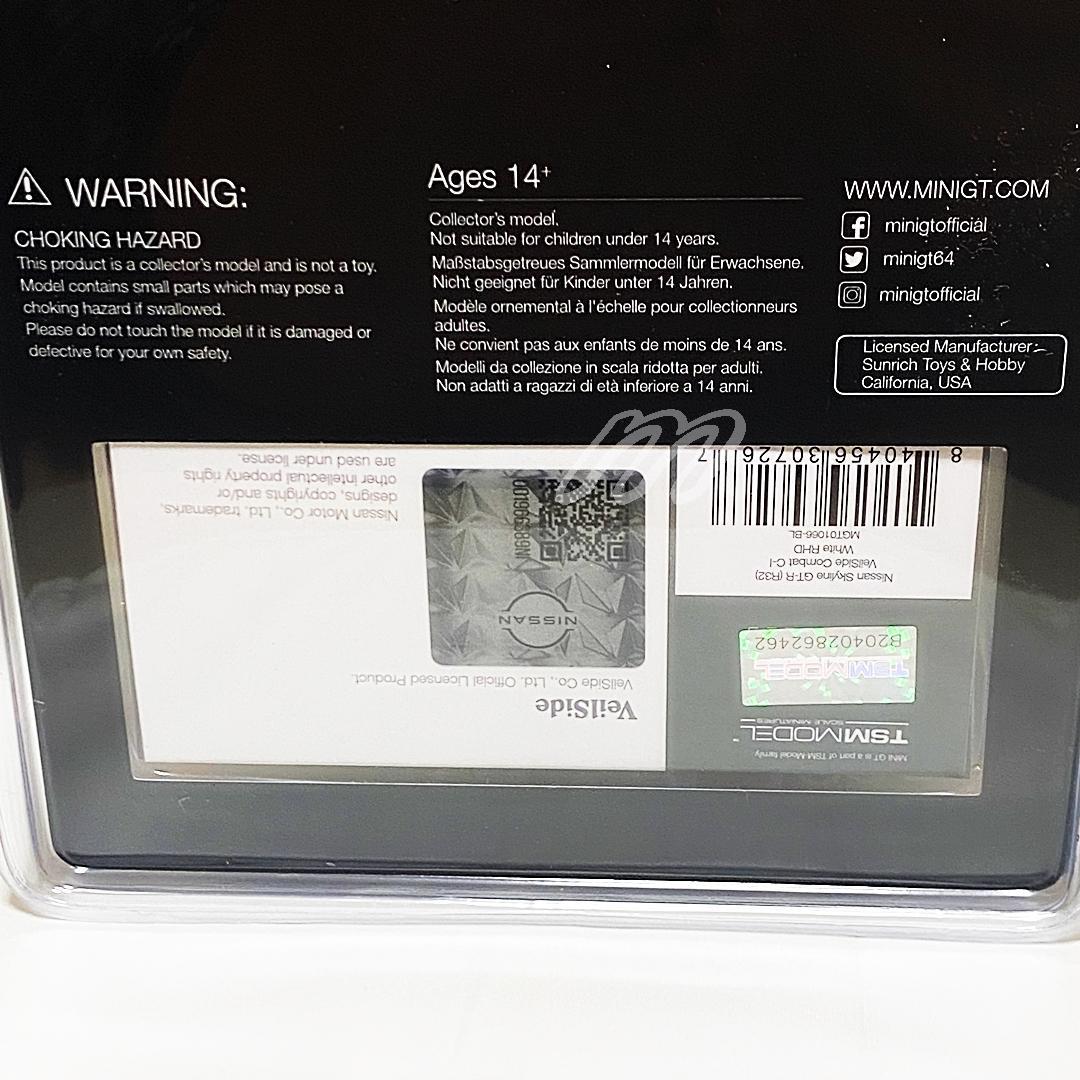 WARNING:
CHOKING HAZARD
This product is a collector's model and is not a toy.
Model contains small parts which may pose a
choking hazard if swallowed.
Please do not touch the model if it is damaged or
defective for your own safety.
Ages 14+
Collector's model.
Not suitable for children under 14 years.
Maßstabsgetreues Sammlermodell für Erwachsene.
Nicht geeignet für Kinder unter 14 Jahren.
Modèle ornemental à l'échelle pour collectionneurs
adultes.
Ne convient pas aux enfants de moins de 14 ans.
Modelli da collezione in scala ridotta per adulti.
Non adatti a ragazzi di età inferiore a 14 anni.
WWW.MINIGT.COM
minigtofficial
minigt64
minigtofficial
Licensed Manufacturer:
Sunrich Toys & Hobby
California, USA
m
MINI GT is a part of TSM-Model family
TSMMODEL™
SCALE MINIATURES
TSMMODEL
B20402862462
Nissan Skyline GT-R (R32)
VeilSide Combat C-I
White RHD
MGT01066-BL
8 40456 30726 7
VeilSide
VeilSide Co., Ltd. Official Licensed Product.
NISSAN
Nissan Motor Co., Ltd. trademarks,
designs, copyrights and/or
other intellectual property rights
are used under license.